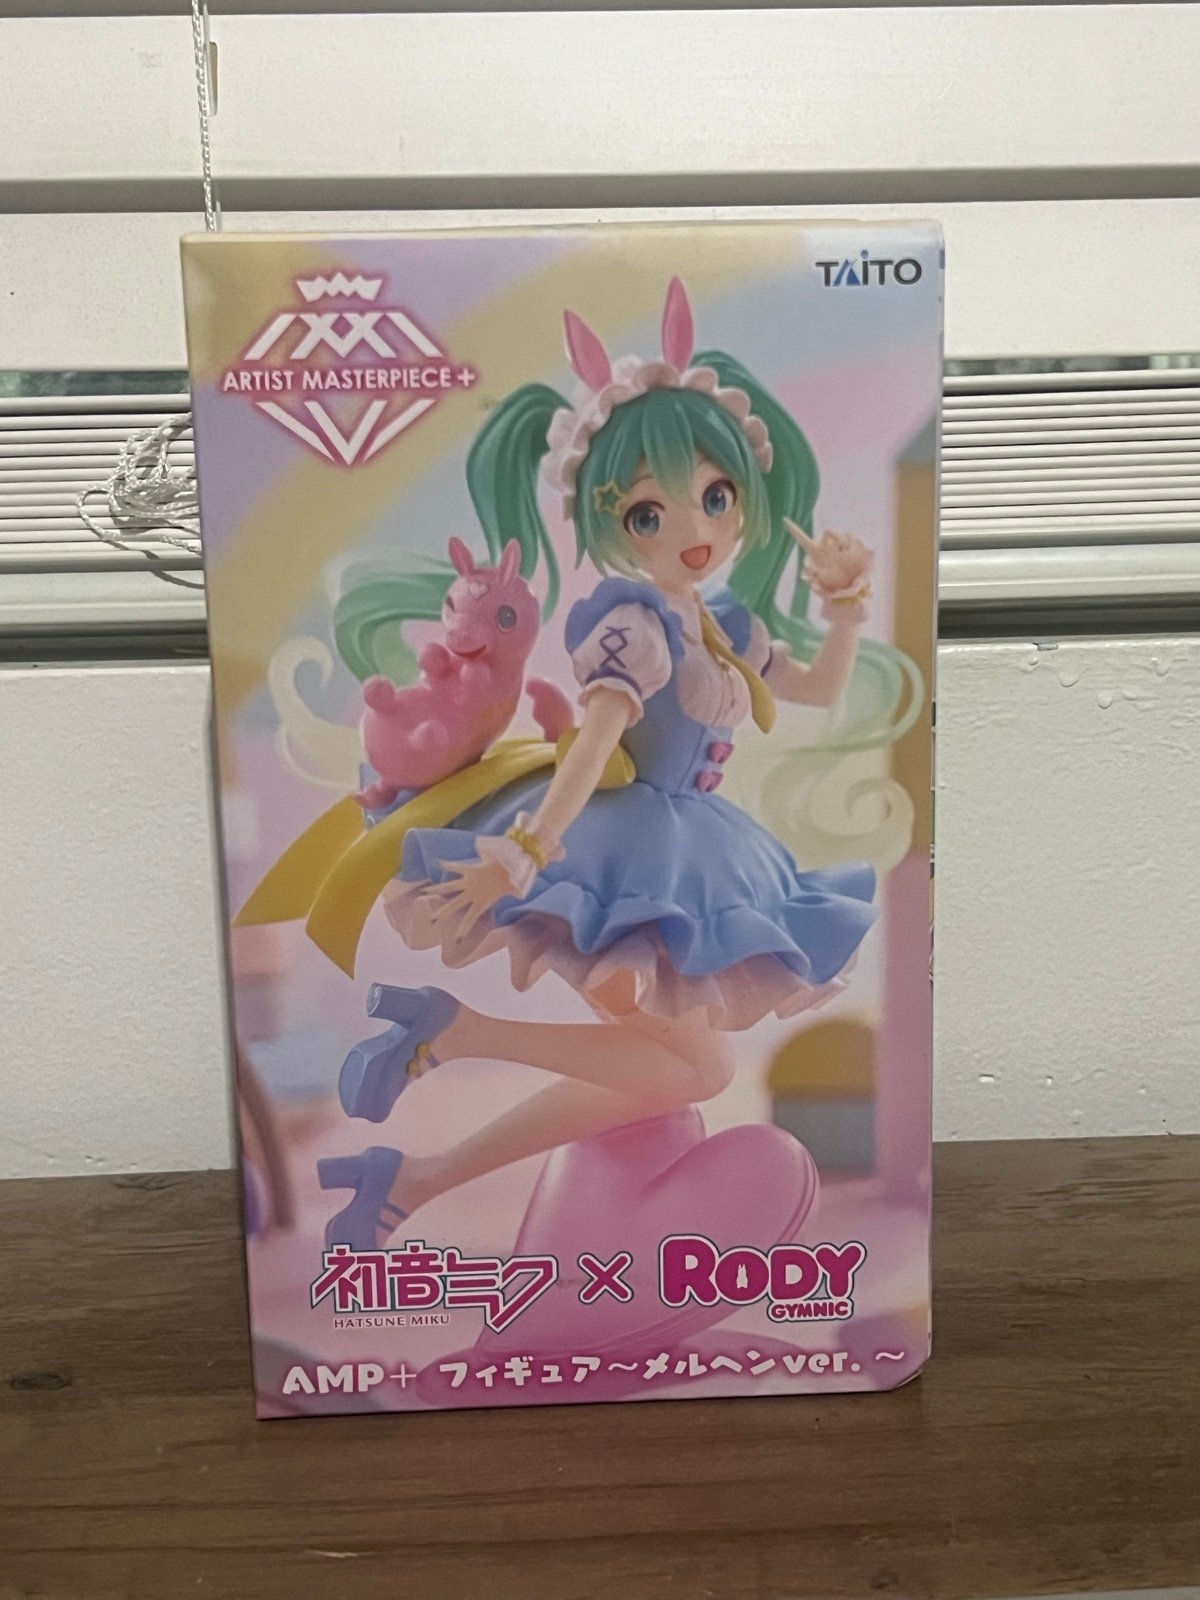 TAITO
ARTIST MASTERPIECE+
初音ミク × RODY
HATSUNE MIKU
GYMNIC
AMP+ フィギュア～メルヘンver.～